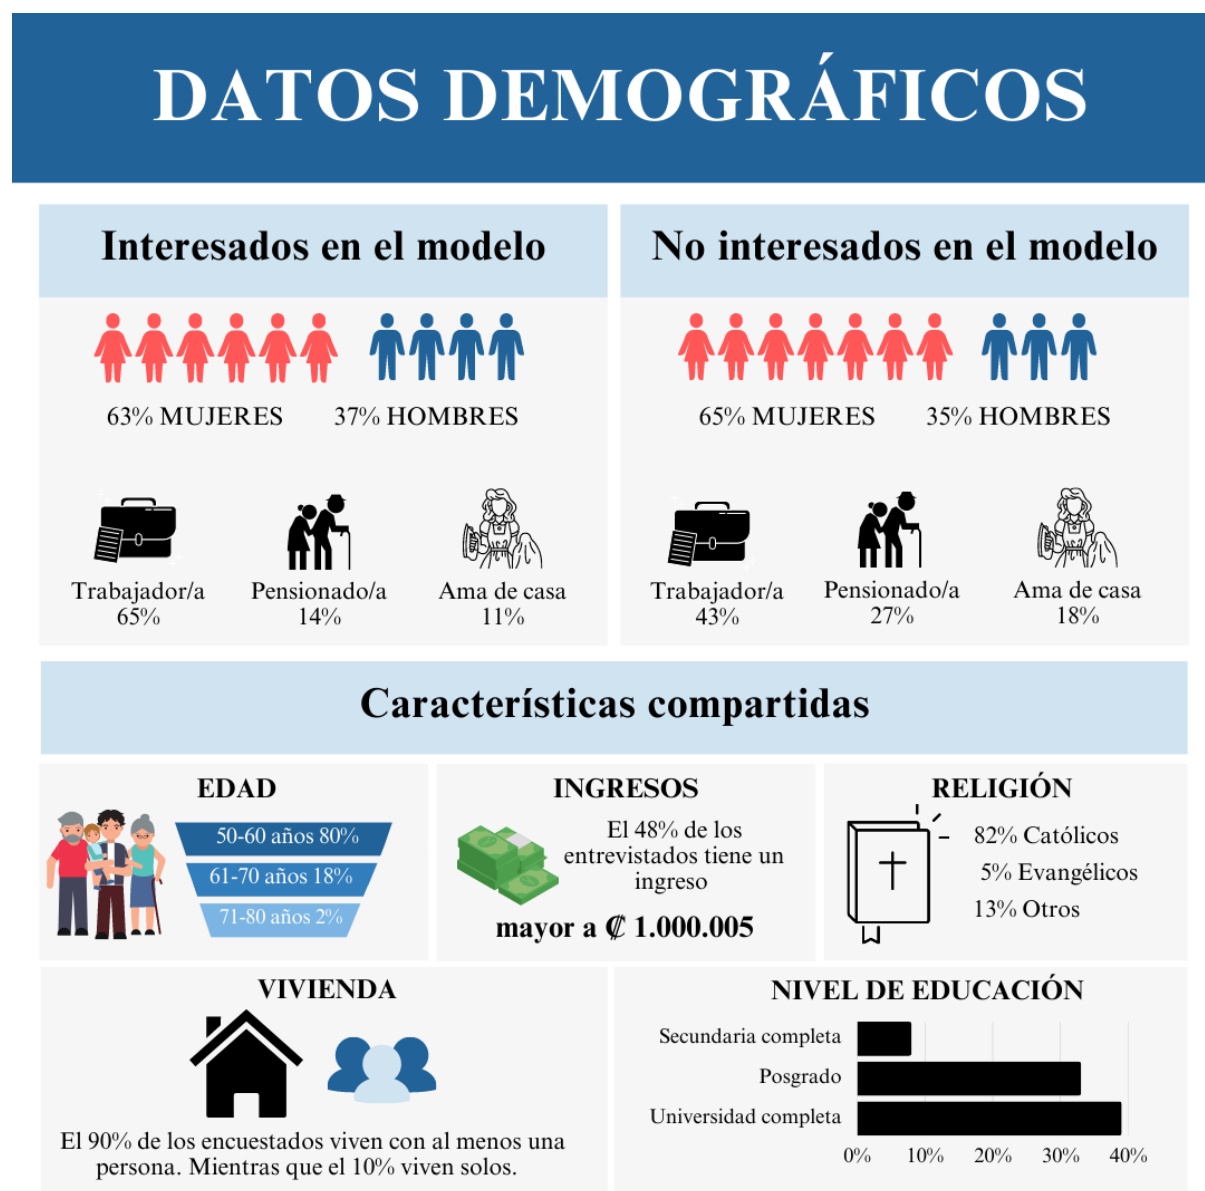 DATOS DEMOGRÁFICOS
Interesados en el modelo
63% MUJERES
37% HOMBRES
Trabajador/a
65%
Pensionado/a
14%
Ama de casa
11%
No interesados en el modelo
65% MUJERES
35% HOMBRES
Trabajador/a
43%
Pensionado/a
27%
Ama de casa
18%
Características compartidas
EDAD
50-60 años 80%
61-70 años 18%
71-80 años 2%
INGRESOS
El 48% de los
entrevistados tiene un
ingreso
mayor a ₡ 1.000.005
RELIGIÓN
82% Católicos
5% Evangélicos
13% Otros
VIVIENDA
El 90% de los encuestados viven con al menos una
persona. Mientras que el 10% viven solos.
NIVEL DE EDUCACIÓN
Secundaria completa
Posgrado
Universidad completa
0% 10% 20% 30% 40%